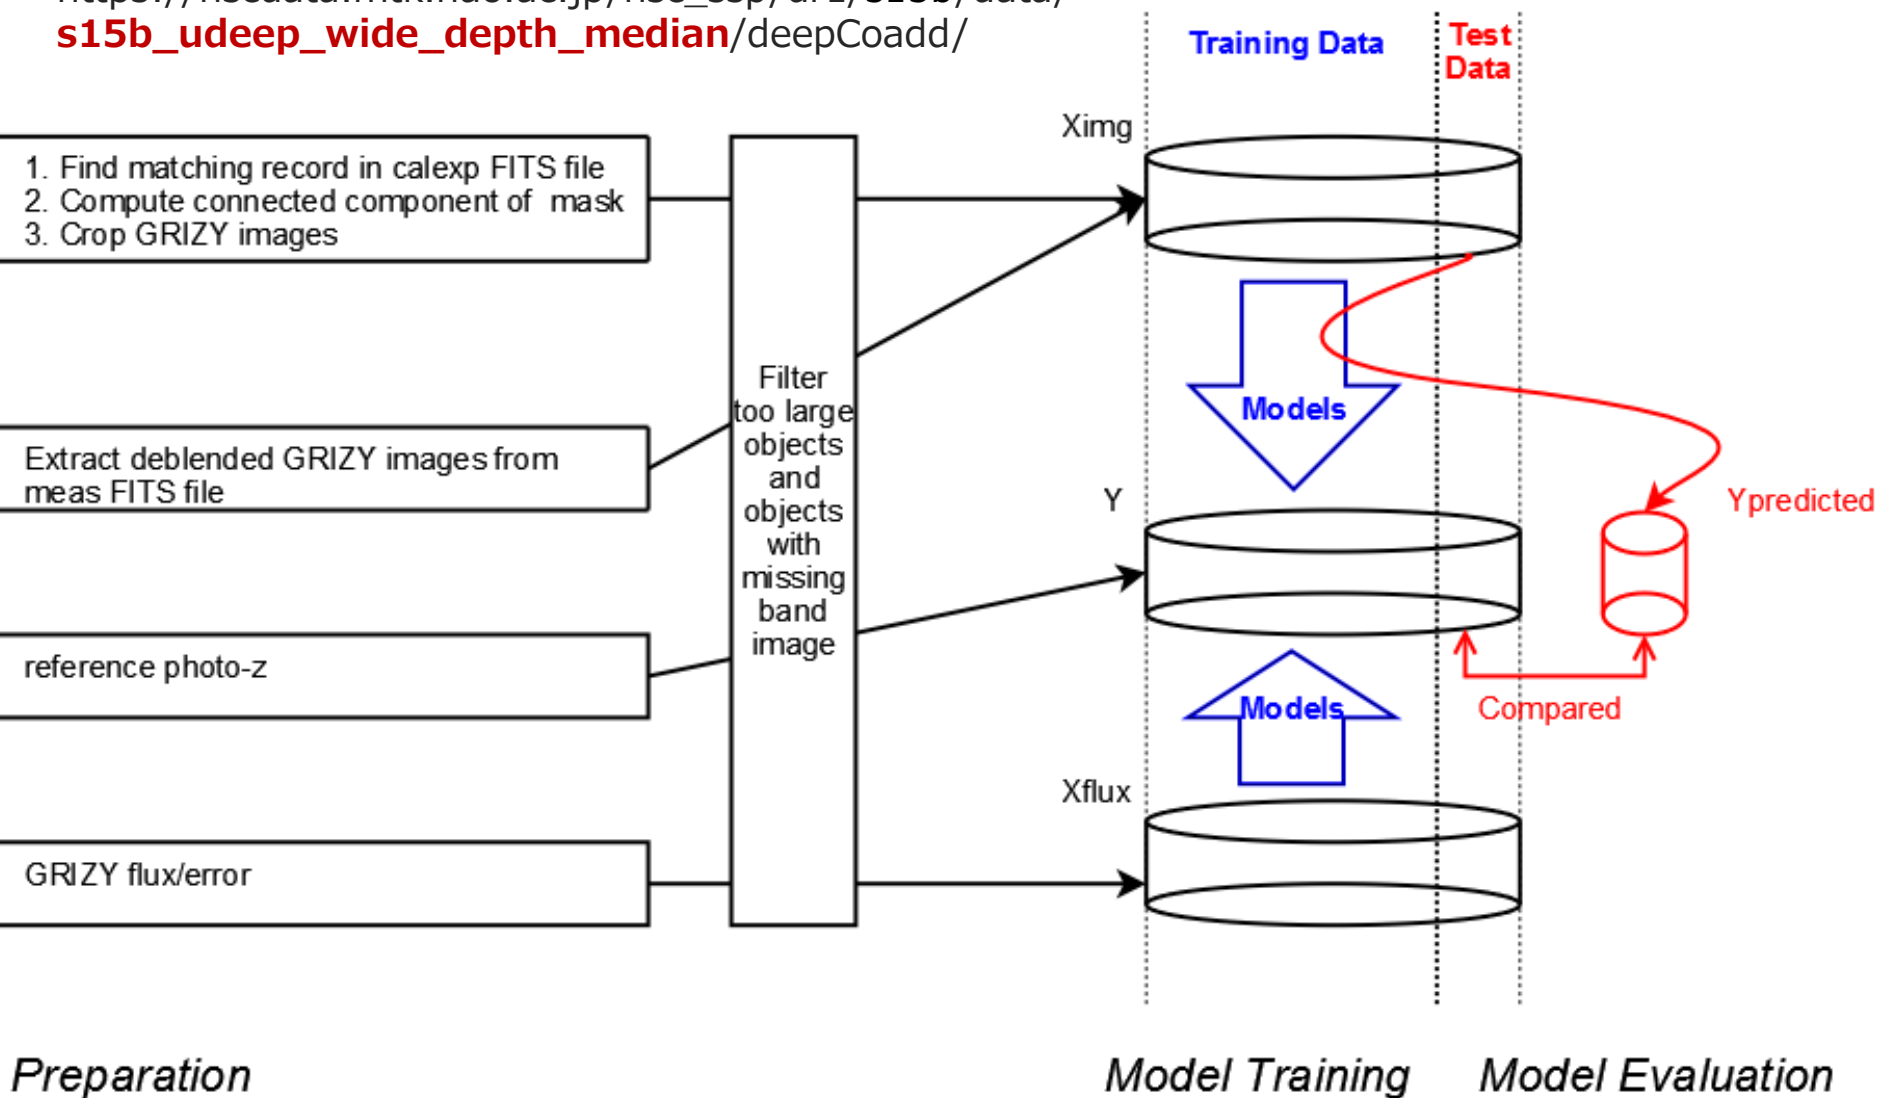 s15b_udeep_wide_depth_median/deepCoadd/
Training Data
Test
Data
Ximg
1. Find matching record in calexp FITS file
2. Compute connected component of mask
3. Crop GRIZY images
Filter
too large
objects
and
objects
with
missing
band
image
Models
Extract deblended GRIZY images from
meas FITS file
Y
Ypredicted
reference photo-z
Models
Compared
Xflux
GRIZY flux/error
Preparation
Model Training
Model Evaluation